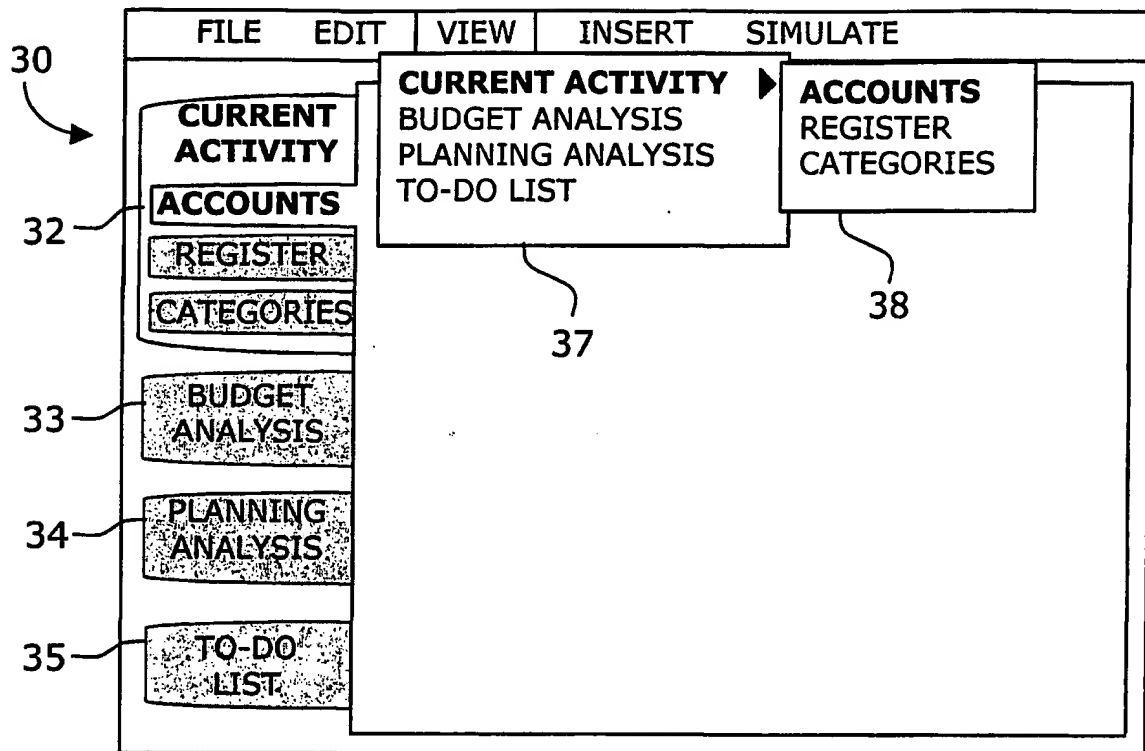 FILE EDIT VIEW INSERT SIMULATE
30
CURRENT
ACTIVITY
ACCOUNTS
REGISTER
CATEGORIES
32
BUDGET
ANALYSIS
33
PLANNING
ANALYSIS
34
TO-DO
LIST
35
CURRENT ACTIVITY
BUDGET ANALYSIS
PLANNING ANALYSIS
TO-DO LIST
37
ACCOUNTS
REGISTER
CATEGORIES
38